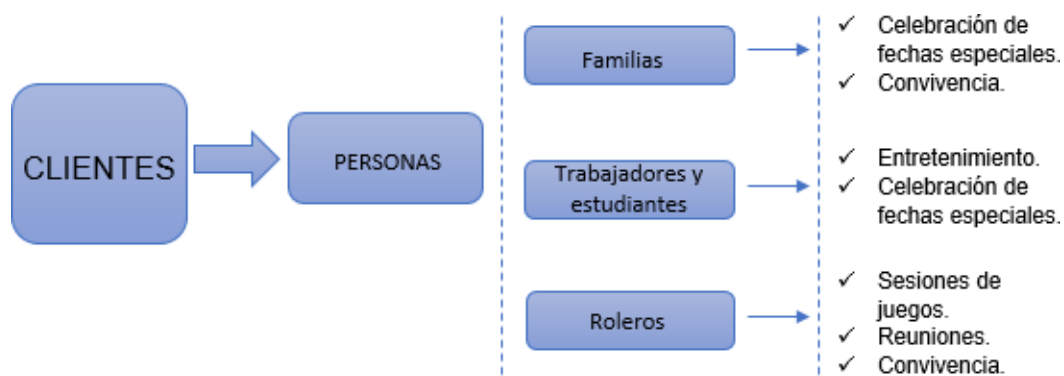 CLIENTES
PERSONAS
Familias
✓ Celebración de
fechas especiales.
✓ Convivencia.
Trabajadores y
estudiantes
✓ Entretenimiento.
✓ Celebración de
fechas especiales.
Roleros
✓ Sesiones de
juegos.
✓ Reuniones.
✓ Convivencia.